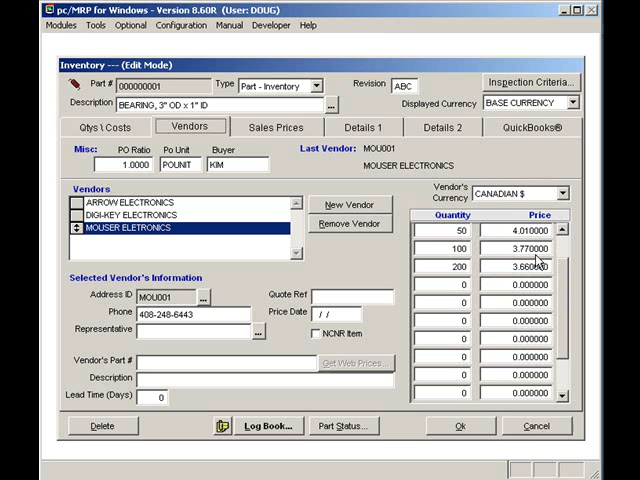 pc/MRP for Windows - Version 8.60R (User: DOUG)
Modules Tools Optional Configuration Manual Developer Help
Inventory --- (Edit Mode)
Part # 000000001 Type Part - Inventory Revision ABC Inspection Criteria...
Description BEARING, 3" OD x 1" ID ... Displayed Currency BASE CURRENCY
Qtys \ Costs Vendors Sales Prices Details 1 Details 2 QuickBooks®
Misc: PO Ratio Po Unit Buyer Last Vendor: MOU001
1.0000 POUNIT KIM MOUSER ELECTRONICS
Vendors Vendor's Currency CANADIAN $
ARROW ELECTRONICS New Vendor
DIGI-KEY ELECTRONICS
MOUSER ELETRONICS Remove Vendor
Quantity Price
50 4.010000
100 3.770000
200 3.660000
0 0.000000
0 0.000000
0 0.000000
0 0.000000
0 0.000000
0 0.000000
0 0.000000
Selected Vendor's Information
Address ID MOU001 ... Quote Ref
Phone 408-248-6443 Price Date / /
Representative ... NCNR Item
Vendor's Part # Get Web Prices...
Description
Lead Time (Days) 0
Delete Log Book... Part Status... Ok Cancel